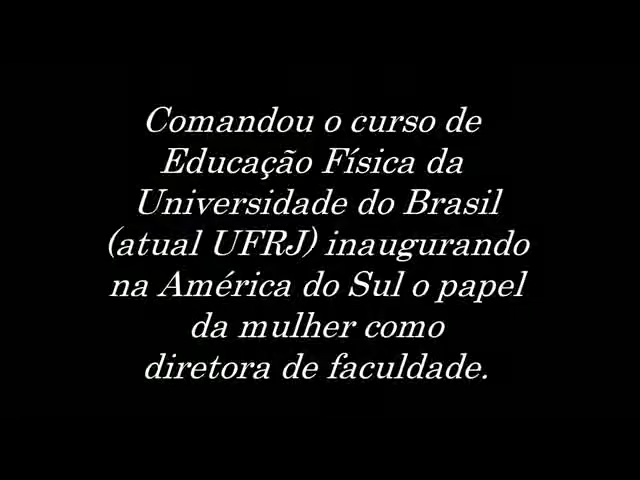 Comandou o curso de
Educação Física da
Universidade do Brasil
(atual UFRJ) inaugurando
na América do Sul o papel
da mulher como
diretora de faculdade.